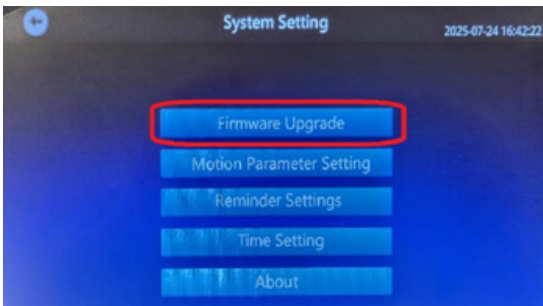 System Setting
2025-07-24 16:42:22
Firmware Upgrade
Motion Parameter Setting
Reminder Settings
Time Setting
About